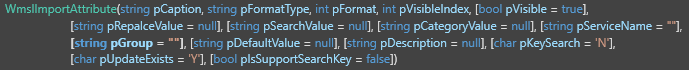 WmsIImportAttribute(string pCaption, string pFormatType, int pFormat, int pVisibleIndex, [bool pVisible = true],
[string pRepalceValue = null], [string pSearchValue = null], [string pCategoryValue = null], [string pServiceName = ""],
[string pGroup = ""], [string pDefaultValue = null], [string pDescription = null], [char pKeySearch = 'N'],
[char pUpdateExists = 'Y'], [bool pIsSupportSearchKey = false])